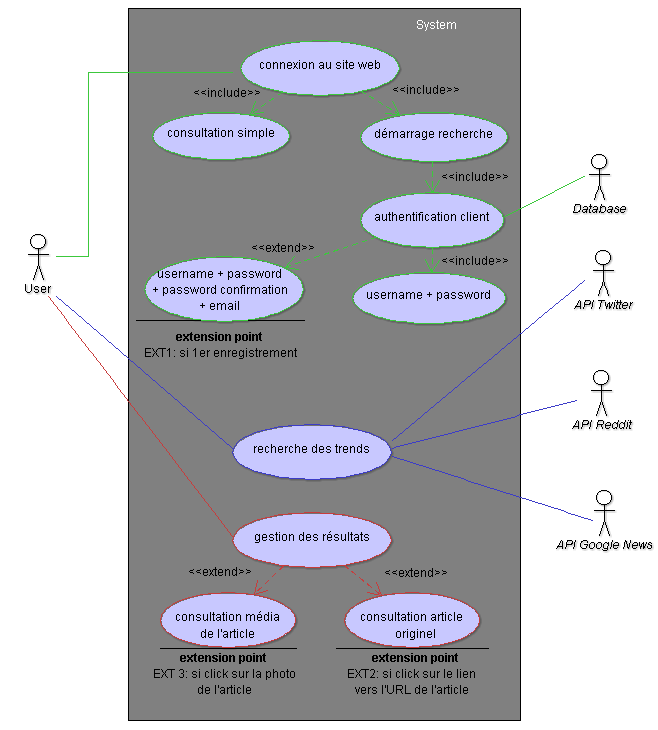 System
connexion au site web
<<include>>
<<include>>
consultation simple
démarrage recherche
<<include>>
authentification client
Database
<<extend>>
<<include>>
username + password
+ password confirmation
+ email
username + password
User
API Twitter
extension point
EXT1: si 1er enregistrement
API Reddit
recherche des trends
gestion des résultats
API Google News
<<extend>>
<<extend>>
consultation média
de l'article
consultation article
originel
extension point
EXT 3: si click sur la photo
de l'article
extension point
EXT2: si click sur le lien
vers l'URL de l'article